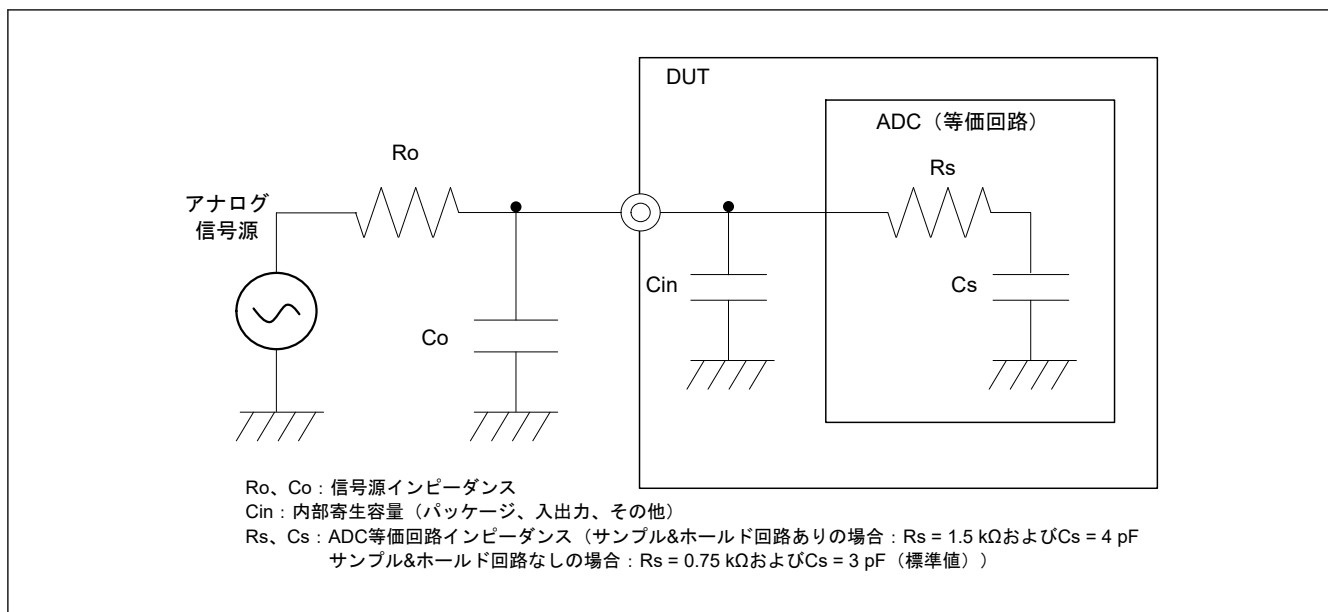 DUT
ADC（等価回路）
Ro
Rs
アナログ
信号源
Cin
Cs
Co
Ro、Co：信号源インピーダンス
Cin：内部寄生容量（パッケージ、入出力、その他）
Rs、Cs：ADC等価回路インピーダンス（サンプル&ホールド回路ありの場合：Rs = 1.5 kΩおよびCs = 4 pF
サンプル&ホールド回路なしの場合：Rs = 0.75 kΩおよびCs = 3 pF（標準値））